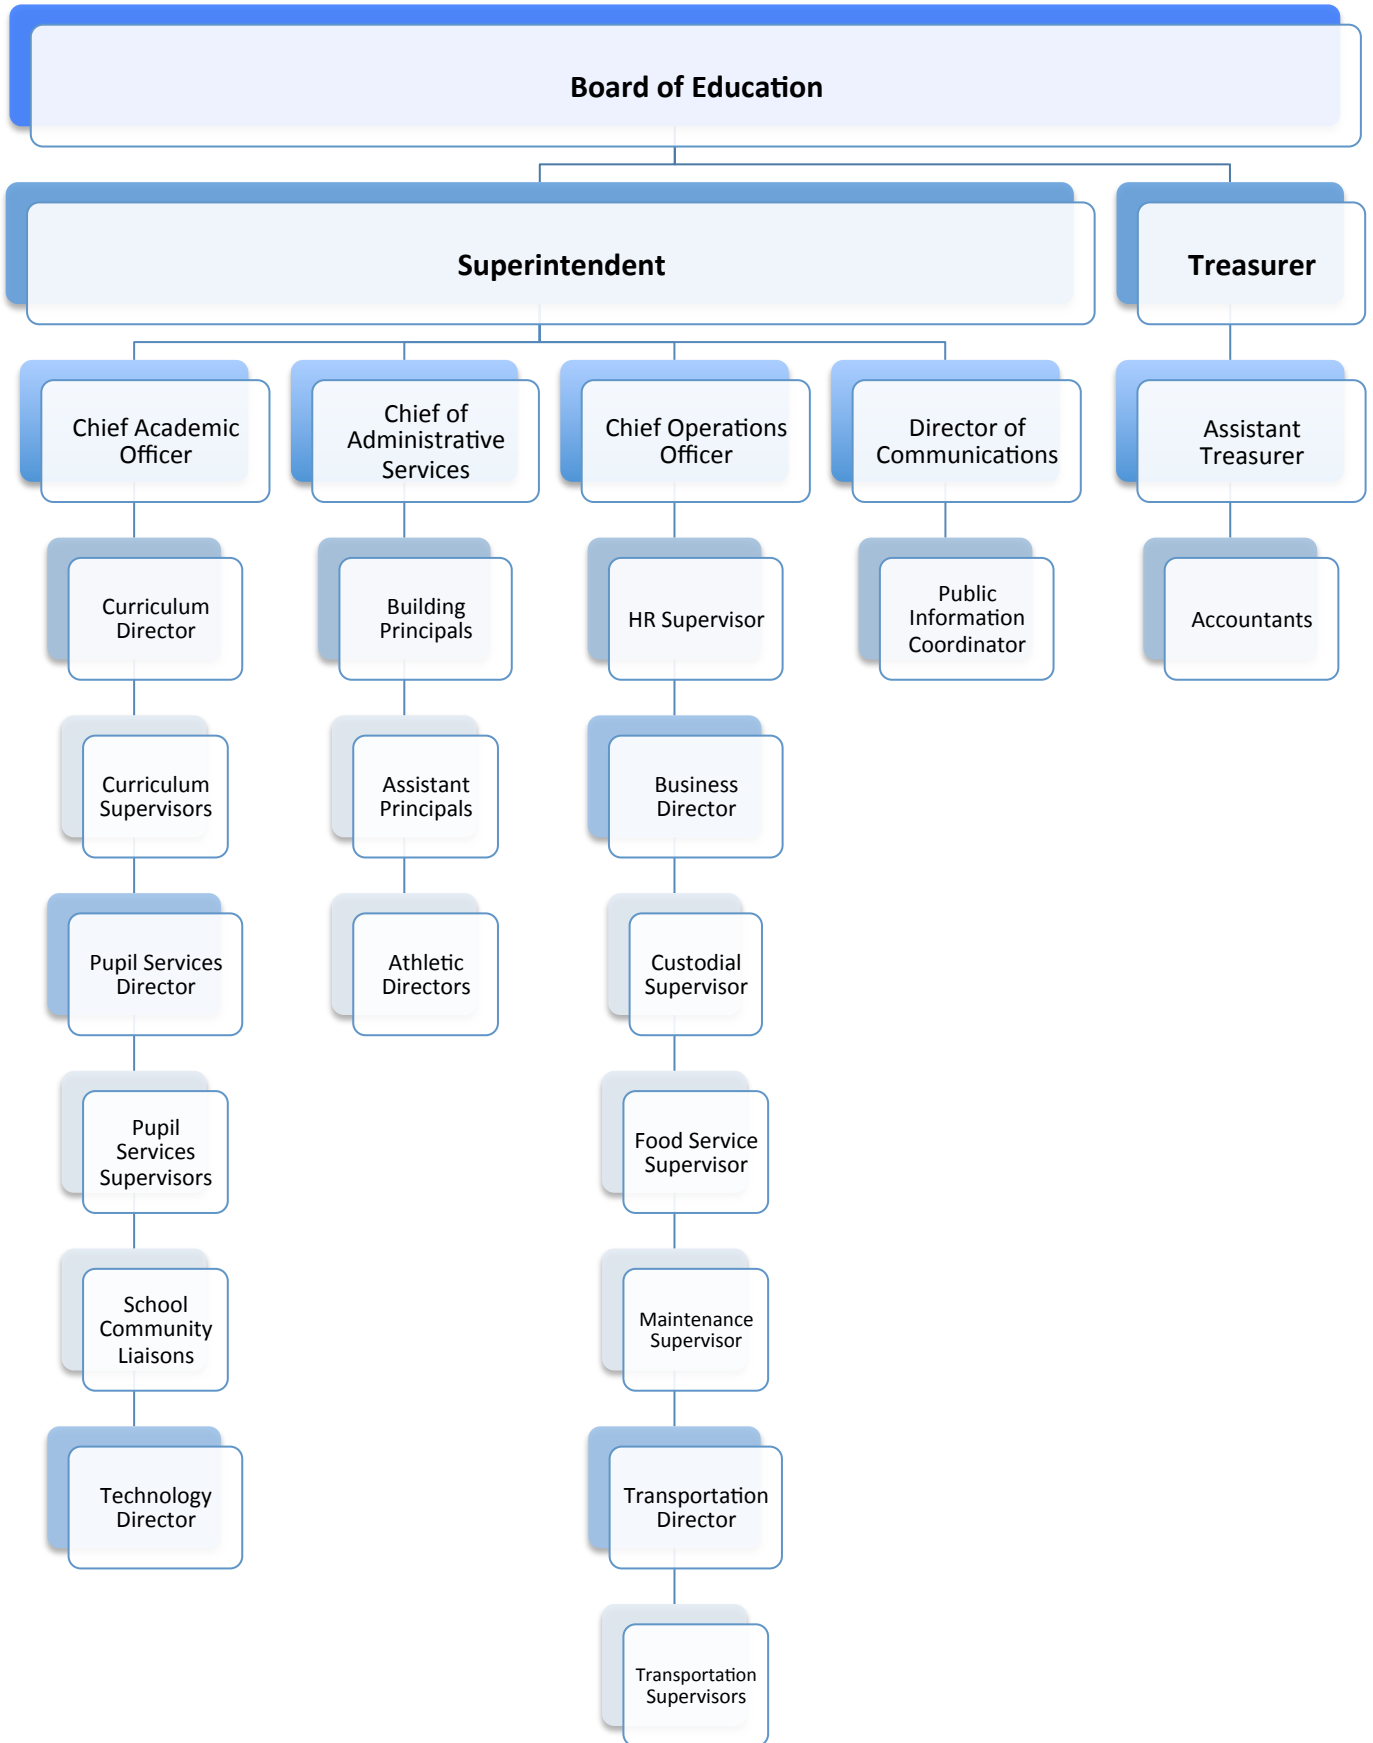 Board of Education
Superintendent
Treasurer
Chief Academic
Officer
Chief of
Administrative
Services
Chief Operations
Officer
Director of
Communications
Assistant
Treasurer
Curriculum
Director
Building
Principals
HR Supervisor
Public
Information
Coordinator
Accountants
Curriculum
Supervisors
Assistant
Principals
Business
Director
Pupil Services
Director
Athletic
Directors
Custodial
Supervisor
Pupil
Services
Supervisors
Food Service
Supervisor
School
Community
Liaisons
Maintenance
Supervisor
Technology
Director
Transportation
Director
Transportation
Supervisors